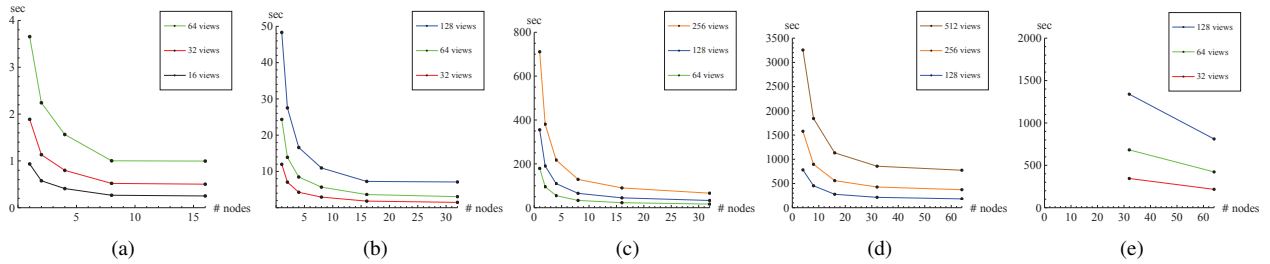 sec
4
3
2
1
0
5
10
15
# nodes
64 views
32 views
16 views
(a)
sec
50
40
30
20
10
0
5
10
15
20
25
30
# nodes
128 views
64 views
32 views
(b)
sec
800
600
400
200
0
0
5
10
15
20
25
30
# nodes
256 views
128 views
64 views
(c)
sec
3500
3000
2500
2000
1500
1000
500
0
0
10
20
30
40
50
60
# nodes
512 views
256 views
128 views
(d)
sec
2000
1500
1000
500
0
0
10
20
30
40
50
60
# nodes
128 views
64 views
32 views
(e)